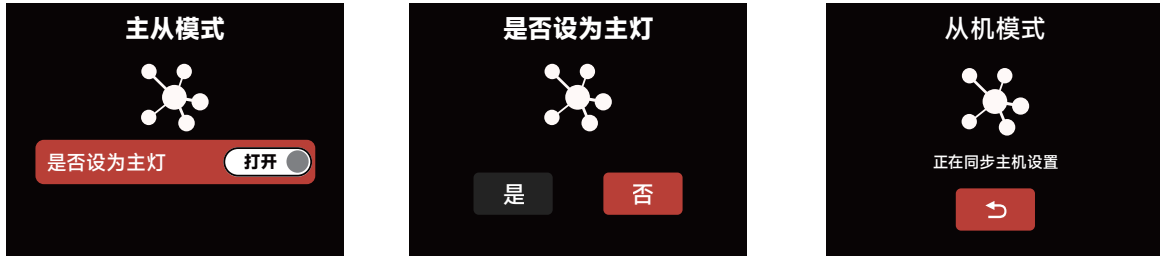 主从模式
是否设为主灯
打开
是否设为主灯
是
否
从机模式
正在同步主机设置